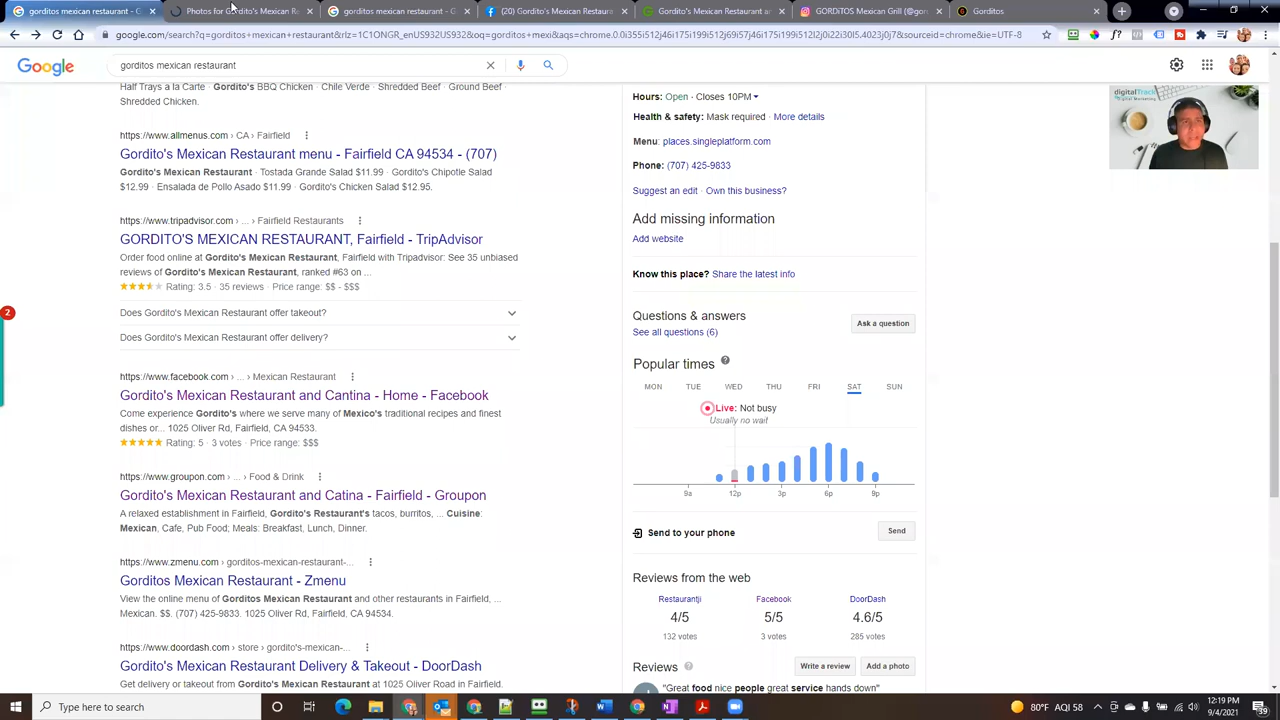 gorditos mexican restaurant - G
Photos for Gordito's Mexican Re
gorditos mexican restaurant - G
(20) Gorditos Mexican Restaura
Gordito's Mexican Restaurant a
GORDITOS Mexican Grill (@gor
Gorditos
google.com/search?q=gorditos+mexican+restaurant&rlz=1C1ONGR_enUS932US932&
Google
gorditos mexican restaurant
digitalTrack
Digital Marketing
Half Trays a la Carte · Gordito's BBQ Chicken · Chile Verde · Shredded Beef · Ground Beef ·
Shredded Chicken.
https://www.allmenus.com › CA › Fairfield
Gordito's Mexican Restaurant menu - Fairfield CA 94534 - (707)
Gordito's Mexican Restaurant · Tostada Grande Salad $11.99 · Gordito's Chipotle Salad
$12.99 · Ensalada de Pollo Asado $11.99 · Gordito's Chicken Salad $12.95.
https://www.tripadvisor.com › ... › Fairfield Restaurants
GORDITO'S MEXICAN RESTAURANT, Fairfield - TripAdvisor
Order food online at Gordito's Mexican Restaurant, Fairfield with Tripadvisor: See 35 unbiased
reviews of Gordito's Mexican Restaurant, ranked #63 on ...
Rating: 3.5 · 35 reviews · Price range: $$ - $$$
Does Gordito's Mexican Restaurant offer takeout?
Does Gordito's Mexican Restaurant offer delivery?
https://www.facebook.com › ... › Mexican Restaurant
Gordito's Mexican Restaurant and Cantina - Home - Facebook
Come experience Gordito's where we serve many of Mexico's traditional recipes and finest
dishes or... 1025 Oliver Rd, Fairfield, CA 94533.
Rating: 5 · 3 votes · Price range: $$$
https://www.groupon.com › ... › Food & Drink
Gordito's Mexican Restaurant and Catina - Fairfield - Groupon
A relaxed establishment in Fairfield, Gordito's Restaurant's tacos, burritos, ... Cuisine:
Mexican, Cafe, Pub Food; Meals: Breakfast, Lunch, Dinner.
https://www.zmenu.com › gorditos-mexican-restaurant-...
Gorditos Mexican Restaurant - Zmenu
View the online menu of Gorditos Mexican Restaurant and other restaurants in Fairfield, ...
Mexican. $$. (707) 425-9833. 1025 Oliver Rd, Fairfield, CA 94534.
https://www.doordash.com › store › gordito's-mexican-...
Gordito's Mexican Restaurant Delivery & Takeout - DoorDash
Get delivery or takeout from Gordito's Mexican Restaurant at 1025 Oliver Road in Fairfield.
Hours: Open · Closes 10PM
Health & safety: Mask required · More details
Menu: places.singleplatform.com
Phone: (707) 425-9833
Suggest an edit · Own this business?
Add missing information
Add website
Know this place? Share the latest info
Questions & answers
Ask a question
See all questions (6)
Popular times
MON TUE WED THU FRI SAT SUN
Live: Not busy
Usually no wait
9a 12p 3p 6p 9p
Send to your phone
Send
Reviews from the web
Restaurantji Facebook DoorDash
4/5 5/5 4.6/5
132 votes 3 votes 285 votes
Reviews
Write a review
Add a photo
"Great food nice people great service hands down"
2
Type here to search
80°F AQI 58
12:19 PM
9/4/2021